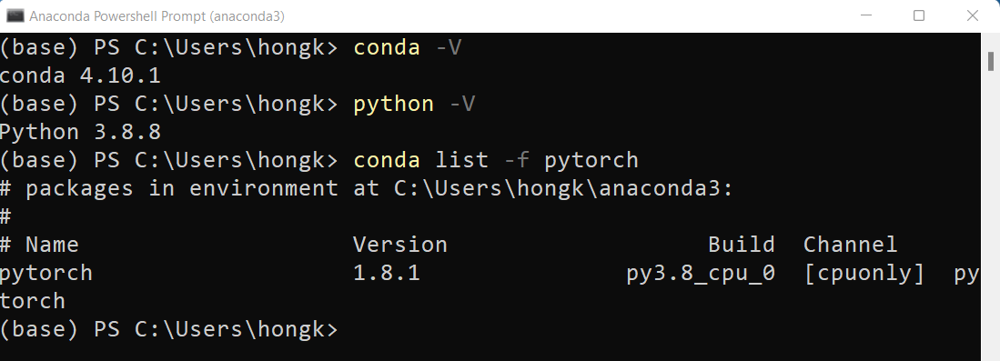 Anaconda Powershell Prompt (anaconda3)
(base) PS C:\Users\hongk> conda -V
conda 4.10.1
(base) PS C:\Users\hongk> python -V
Python 3.8.8
(base) PS C:\Users\hongk> conda list -f pytorch
# packages in environment at C:\Users\hongk\anaconda3:
#
# Name                    Version                   Build  Channel
pytorch                   1.8.1               py3.8_cpu_0  [cpuonly]  py
torch
(base) PS C:\Users\hongk>